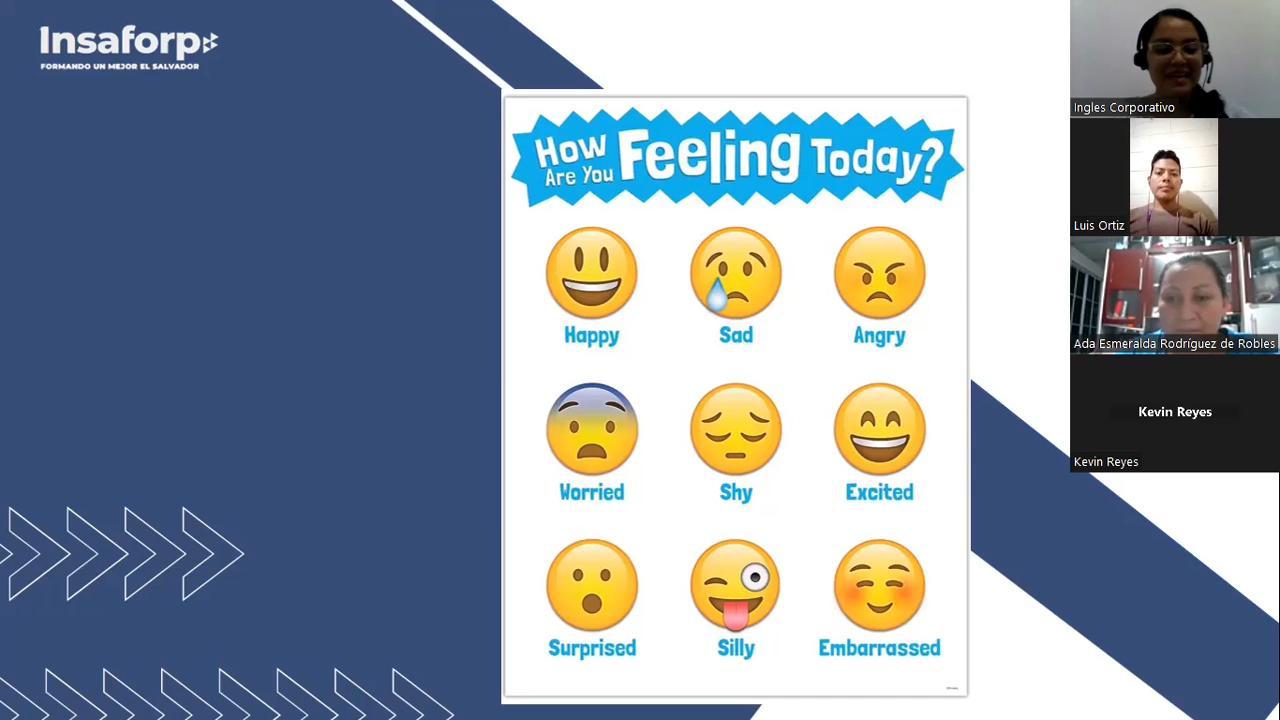 Insaforp
FORMANDO UN MEJOR EL SALVADOR
How Are You Feeling Today?
Happy
Sad
Angry
Worried
Shy
Excited
Surprised
Silly
Embarrassed
Ingles Corporativo
Luis Ortiz
Ada Esmeralda Rodríguez de Robles
Kevin Reyes
Kevin Reyes